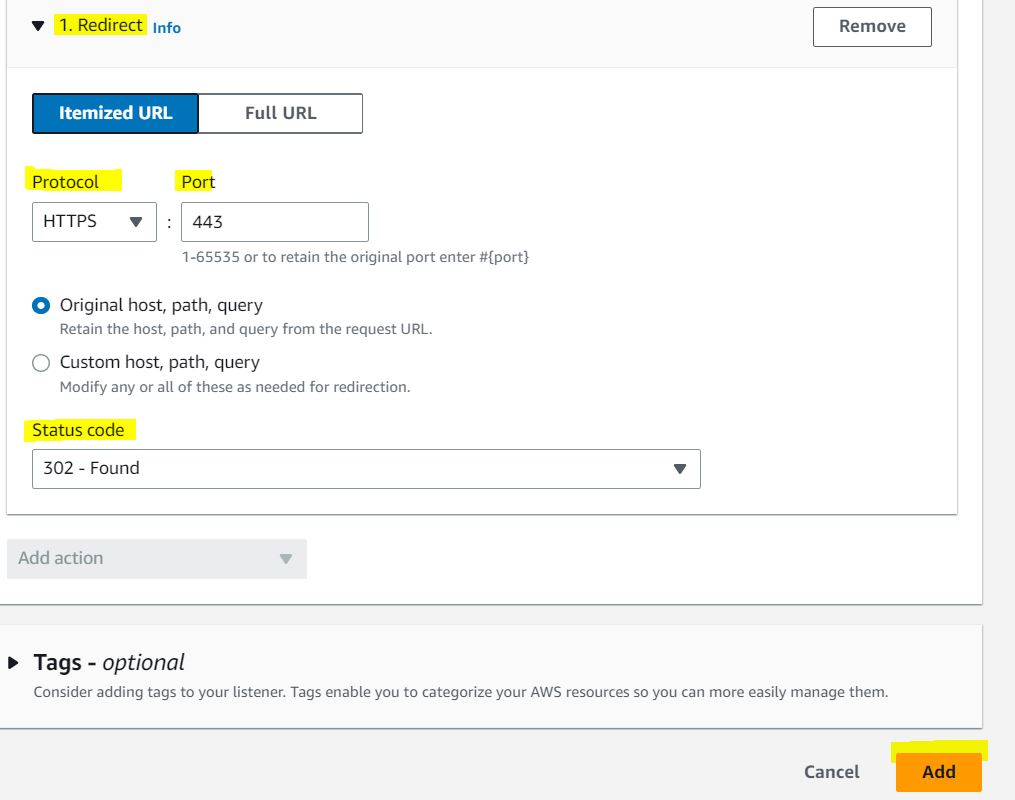 1. Redirect Info
Remove
Itemized URL
Full URL
Protocol
Port
HTTPS
:
443
1-65535 or to retain the original port enter #{port}
Original host, path, query
Retain the host, path, and query from the request URL.
Custom host, path, query
Modify any or all of these as needed for redirection.
Status code
302 - Found
Add action
Tags - optional
Consider adding tags to your listener. Tags enable you to categorize your AWS resources so you can more easily manage them.
Cancel
Add